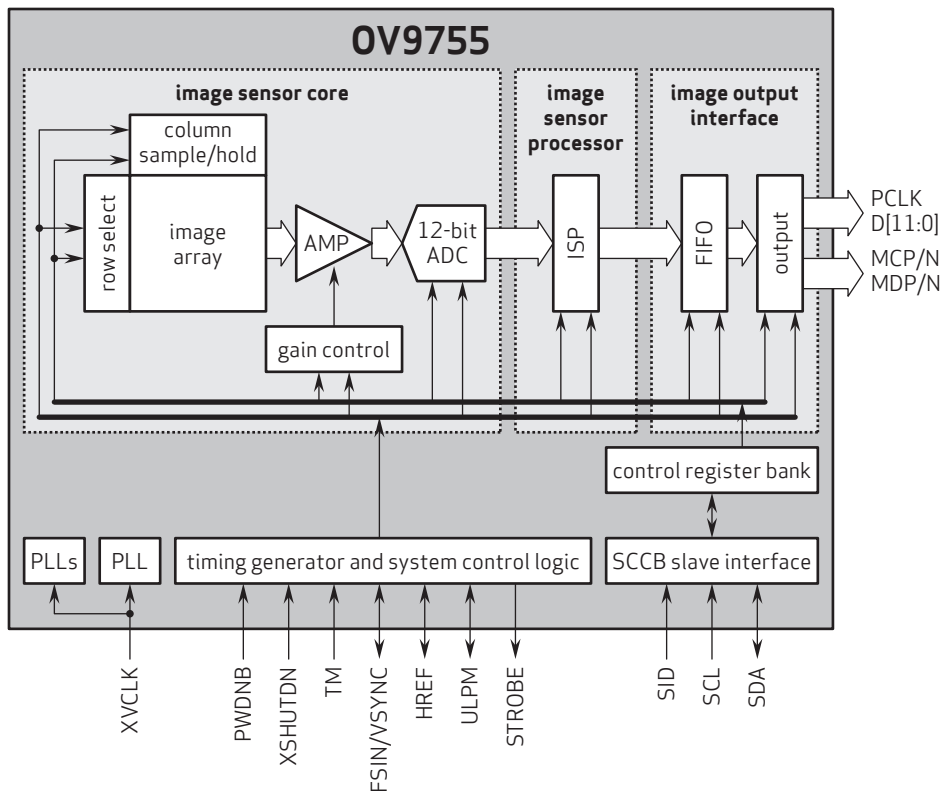 OV9755
image sensor core
image
sensor
processor
image output
interface
column
sample/hold
row select
image
array
AMP
12-bit
ADC
ISP
FIFO
output
PCLK
D[11:0]
MCP/N
MDP/N
gain control
control register bank
PLLs
PLL
timing generator and system control logic
SCCB slave interface
XVCLK
PWDNB
XSHUTDN
TM
FSIN/VSYNC
HREF
ULPM
STROBE
SID
SCL
SDA